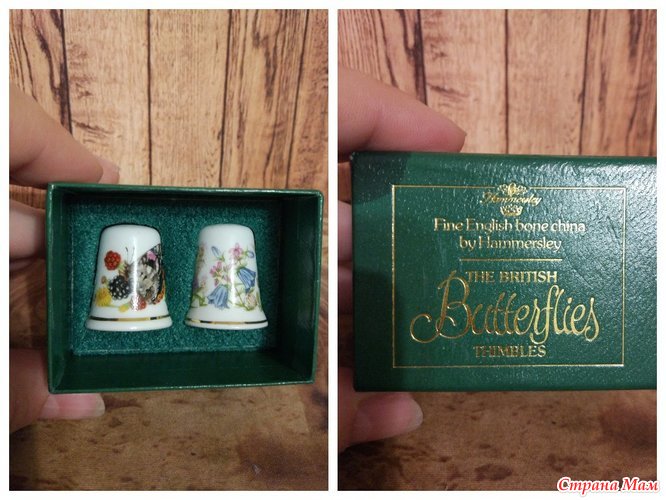 Hammersley
Fine English bone china
by Hammersley
THE BRITISH
Butterflies
THIMBLES
Страна Мам